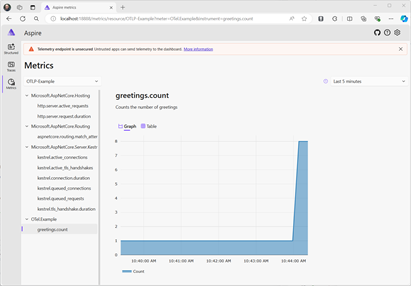 Aspire metrics
localhost:18888/metrics/resource/OTLP-Example?meter=OTel.Example&instrument=greetings.count
Aspire
Telemetry endpoint is unsecured Untrusted apps can send telemetry to the dashboard. More information
Structured
Traces
Metrics
Metrics
OTLP-Example
Last 5 minutes
Microsoft.AspNetCore.Hosting
http.server.active_requests
http.server.request.duration
Microsoft.AspNetCore.Routing
aspnetcore.routing.match_atter
Microsoft.AspNetCore.Server.Kestr
kestrel.active_connections
kestrel.active_tls_handshakes
kestrel.connection.duration
kestrel.queued_connections
kestrel.queued_requests
kestrel.tls_handshake.duration
OTel.Example
greetings.count
greetings.count
Counts the number of greetings
Graph
Table
8
7
6
5
4
3
2
1
0
10:40:00 AM
10:41:00 AM
10:42:00 AM
10:43:00 AM
10:44:00 AM
Count